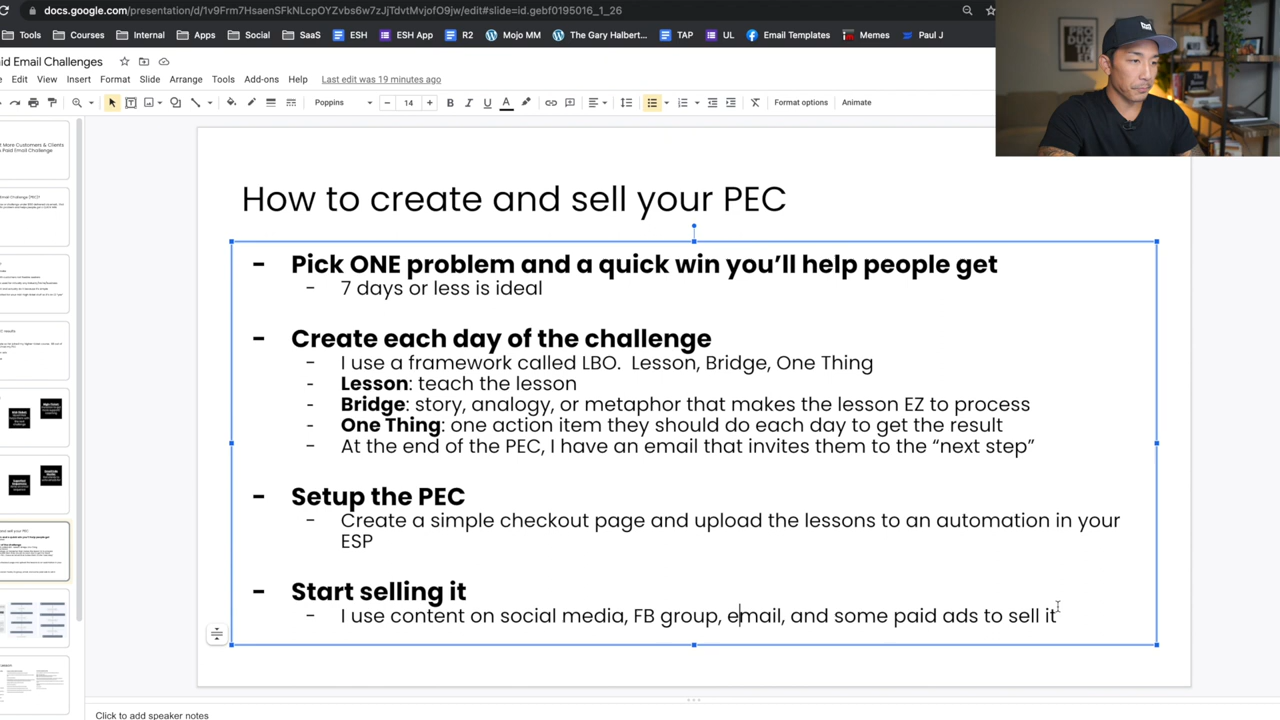 docs.google.com/presentation/d/1v9Frm7HsaenSFkNLcpOYZvbs6w7zJjTdvtMvjofO9jw/edit#slide=id.gebf0195016_1_26
Tools Courses Internal Apps Social SaaS ESH ESH App R2 Mojo MM The Gary Halbert... TAP UL Email Templates Memes Paul J
id Email Challenges
Edit View Insert Format Slide Arrange Tools Add-ons Help Last edit was 19 minutes ago
Poppins - 14 + B I U A Format options Animate
How to create and sell your PEC
- Pick ONE problem and a quick win you’ll help people get
- 7 days or less is ideal
- Create each day of the challenge
- I use a framework called LBO. Lesson, Bridge, One Thing
- Lesson: teach the lesson
- Bridge: story, analogy, or metaphor that makes the lesson EZ to process
- One Thing: one action item they should do each day to get the result
- At the end of the PEC, I have an email that invites them to the “next step”
- Setup the PEC
- Create a simple checkout page and upload the lessons to an automation in your
ESP
- Start selling it
- I use content on social media, FB group, email, and some paid ads to sell it
Click to add speaker notes